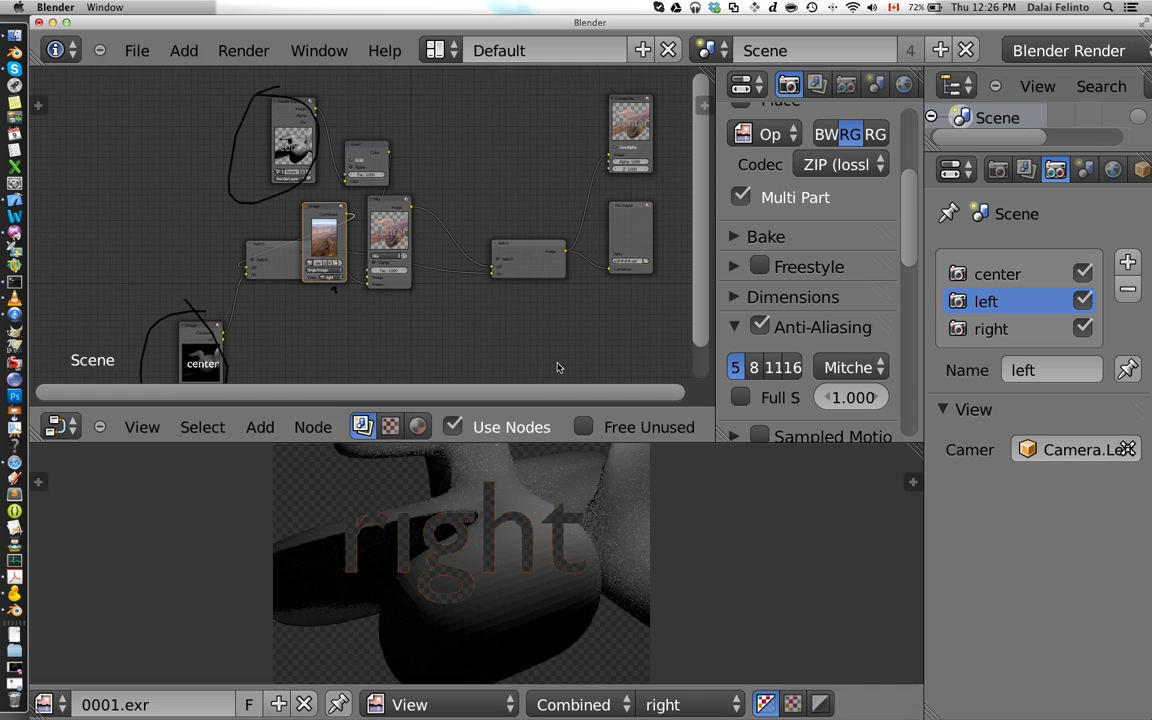 Blender Window 72% Thu 12:26 PM Dalai Felinto
Blender
File Add Render Window Help Default Scene 4 Blender Render
View Search
Scene
Op BW RG RG
Codec ZIP (lossl
Multi Part
Bake
Freestyle
Dimensions
Anti-Aliasing
5 8 11 16 Mitche
Full S 1.000
Sampled Motio
Scene
center
left
right
Name left
View
Camer Camera.Le
center
Scene
View Select Add Node Use Nodes Free Unused
right
0001.exr F View Combined right